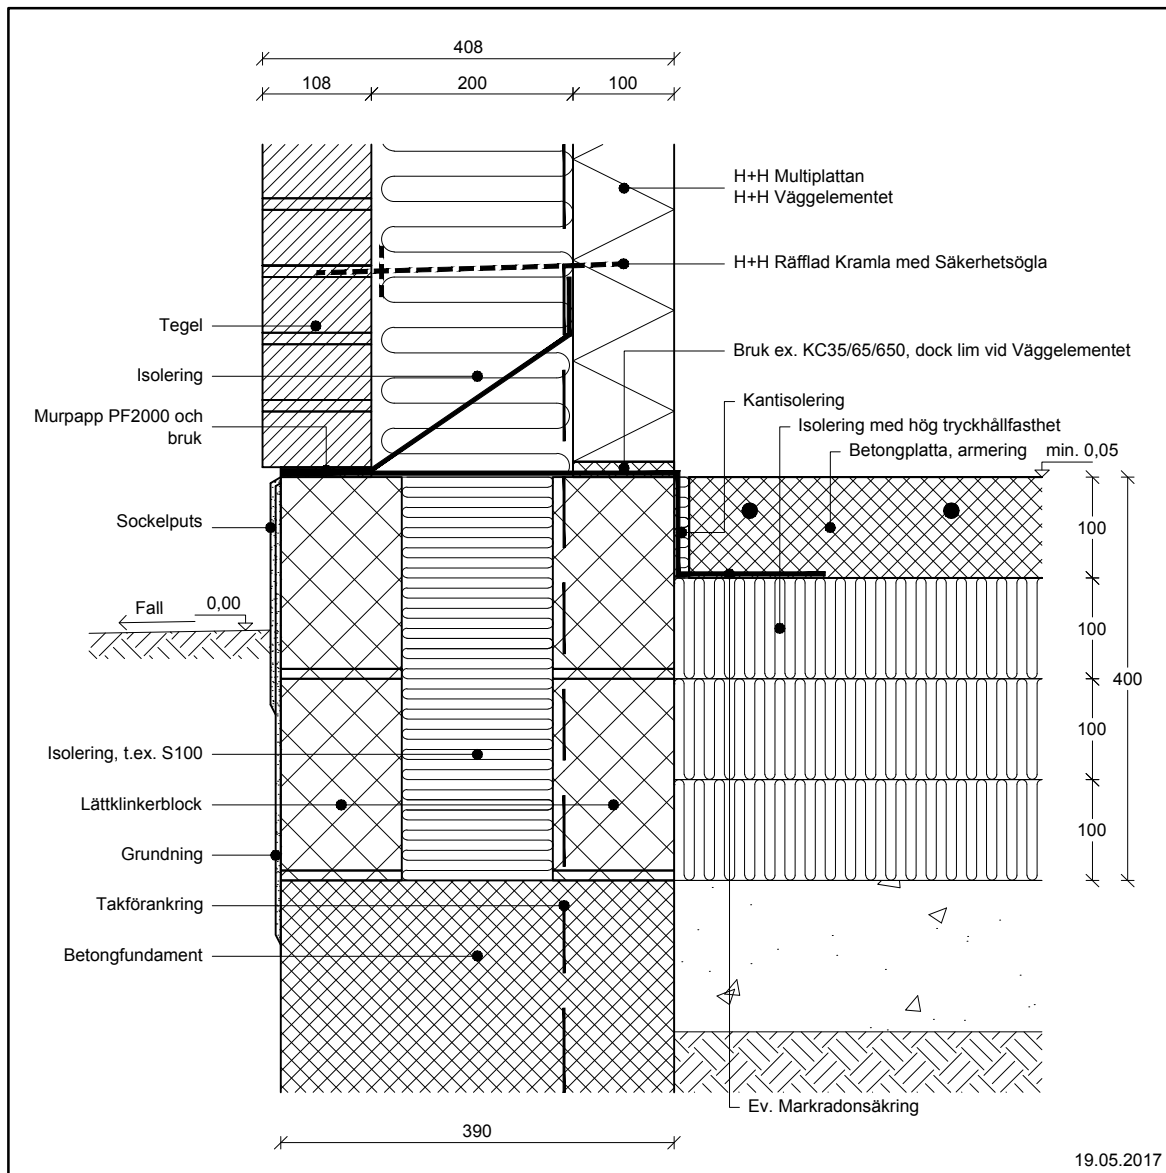 408
108
200
100
H+H Multiplattan
H+H Väggelementet
H+H Räfflad Kramla med Säkerhetsögla
Tegel
Bruk ex. KC35/65/650, dock lim vid Väggelementet
Isolering
Kantisolering
Murpapp PF2000 och
bruk
Isolering med hög tryckhållfasthet
Betongplatta, armering
min. 0,05
Sockelputs
100
Fall
0,00
100
400
100
Isolering, t.ex. S100
Lättklinkerblock
100
Grundning
Takförankring
Betongfundament
Ev. Markradonsäkring
390
19.05.2017